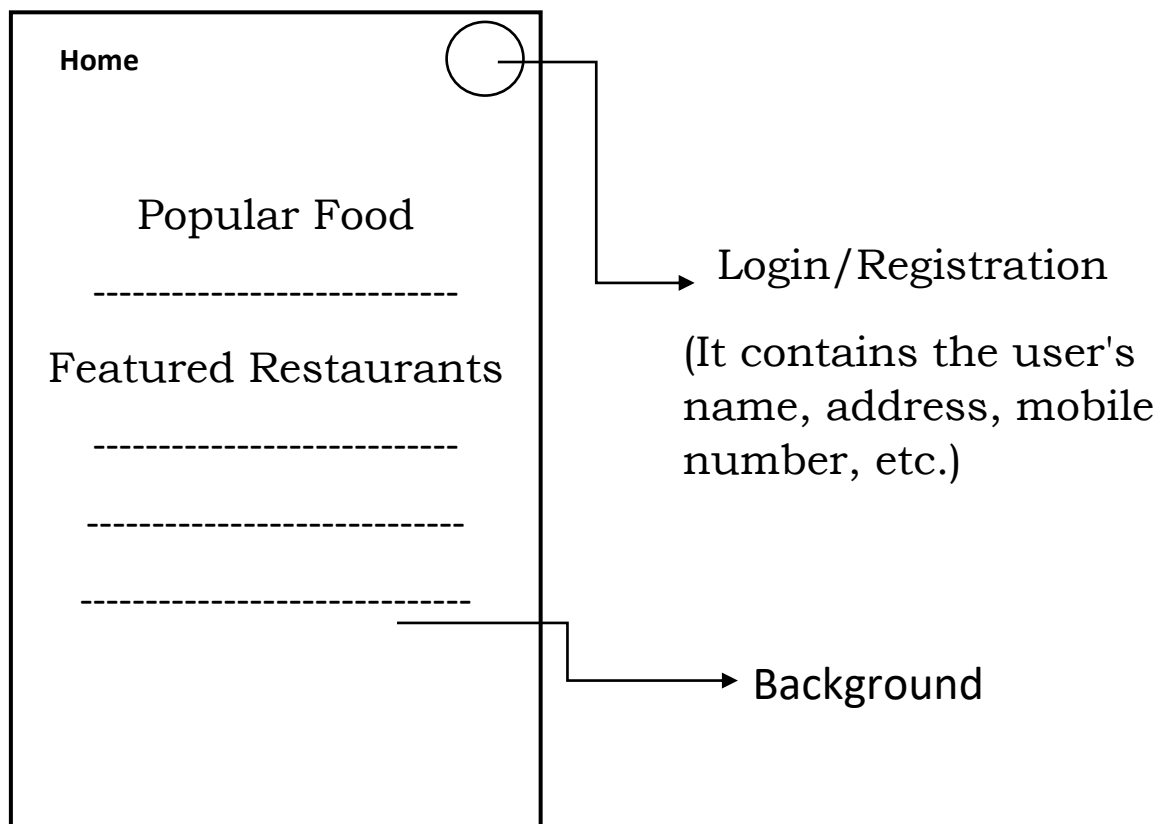 Home
Popular Food
----------------------------
Featured Restaurants
----------------------------
-----------------------------
------------------------------
Login/Registration
(It contains the user's
name, address, mobile
number, etc.)
Background